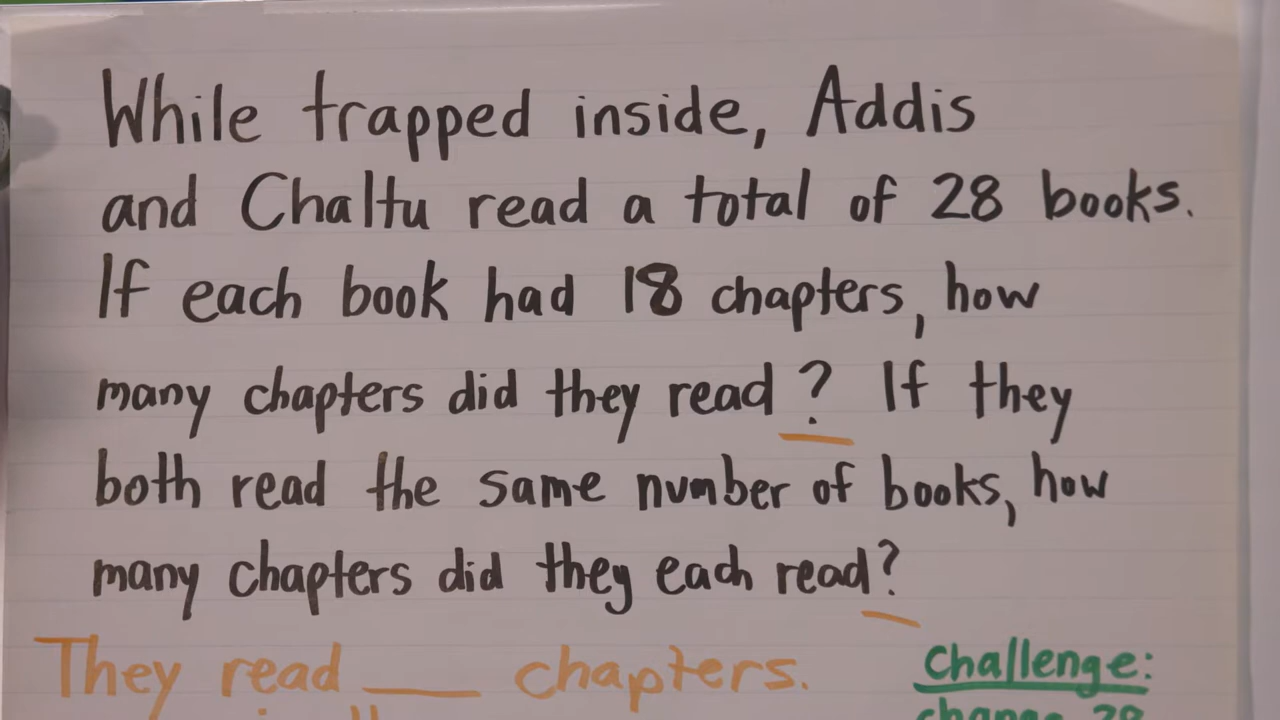 While trapped inside, Addis
and Chaltu read a total of 28 books.
If each book had 18 chapters, how
many chapters did they read? If they
both read the same number of books, how
many chapters did they each read?
They read ___ chapters.
Challenge:
change 28